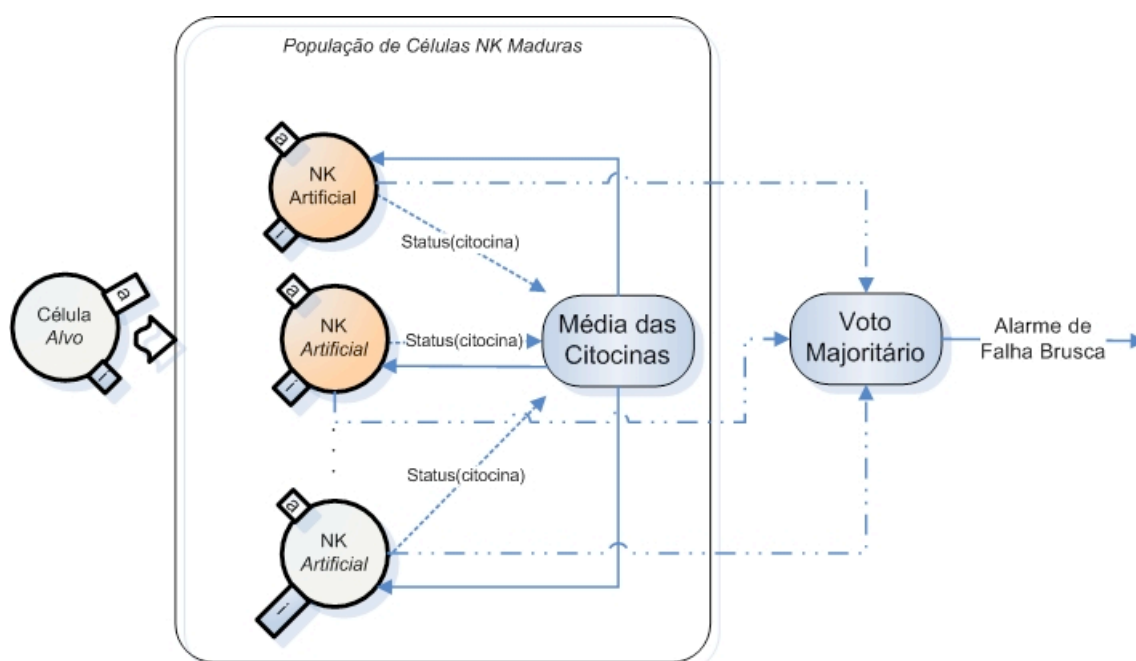 População de Células NK Maduras
a
NK
Artificial
i
Status(citocina)
a
Célula
Alvo
i
a
NK
Artificial
i
Status(citocina)
Média das
Citocinas
Voto
Majoritário
Alarme de
Falha Brusca
Status(citocina)
a
NK
Artificial
i